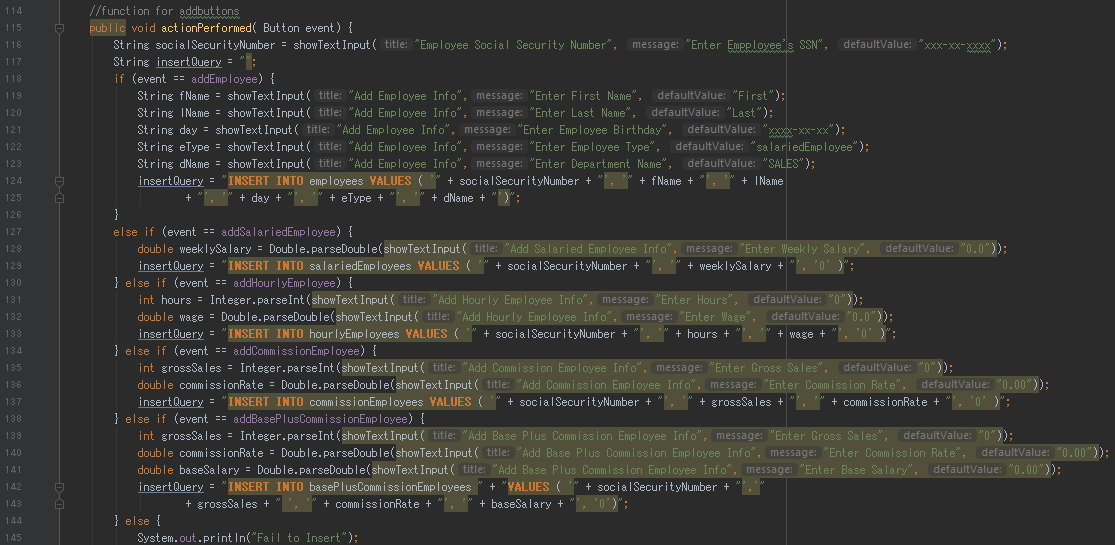 114 //function for addbuttons
115 public void actionPerformed( Button event) {
116 String socialSecurityNumber = showTextInput( title: "Employee Social Security Number", message: "Enter Empployee's SSN", defaultValue: "xxx-xx-xxxx");
117 String insertQuery = "";
118 if (event == addEmployee) {
119 String fName = showTextInput( title: "Add Employee Info", message: "Enter First Name", defaultValue: "First");
120 String lName = showTextInput( title: "Add Employee Info", message: "Enter Last Name", defaultValue: "Last");
121 String day = showTextInput( title: "Add Employee Info", message: "Enter Employee Birthday", defaultValue: "xxxx-xx-xx");
122 String eType = showTextInput( title: "Add Employee Info", message: "Enter Employee Type", defaultValue: "salariedEmployee");
123 String dName = showTextInput( title: "Add Employee Info", message: "Enter Department Name", defaultValue: "SALES");
124 insertQuery = "INSERT INTO employees VALUES ( '" + socialSecurityNumber + "', '" + fName + "', '" + lName
125 + "', '" + day + "', '" + eType + "', '" + dName + "')";
126 }
127 else if (event == addSalariedEmployee) {
128 double weeklySalary = Double.parseDouble(showTextInput( title: "Add Salaried Employee Info", message: "Enter Weekly Salary", defaultValue: "0.0"));
129 insertQuery = "INSERT INTO salariedEmployees VALUES ( '" + socialSecurityNumber + "', '" + weeklySalary + "', '0' )";
130 } else if (event == addHourlyEmployee) {
131 int hours = Integer.parseInt(showTextInput( title: "Add Hourly Employee Info", message: "Enter Hours", defaultValue: "0"));
132 double wage = Double.parseDouble(showTextInput( title: "Add Hourly Employee Info", message: "Enter Wage", defaultValue: "0.0"));
133 insertQuery = "INSERT INTO hourlyEmployees VALUES ( '" + socialSecurityNumber + "', '" + hours + "', '" + wage + "', '0' )";
134 } else if (event == addCommissionEmployee) {
135 int grossSales = Integer.parseInt(showTextInput( title: "Add Commission Employee Info", message: "Enter Gross Sales", defaultValue: "0"));
136 double commissionRate = Double.parseDouble(showTextInput( title: "Add Commission Employee Info", message: "Enter Commission Rate", defaultValue: "0.00"));
137 insertQuery = "INSERT INTO commissionEmployees VALUES ( '" + socialSecurityNumber + "', '" + grossSales + "', '" + commissionRate + "', '0' )";
138 } else if (event == addBasePlusCommissionEmployee) {
139 int grossSales = Integer.parseInt(showTextInput( title: "Add Base Plus Commission Employee Info", message: "Enter Gross Sales", defaultValue: "0"));
140 double commissionRate = Double.parseDouble(showTextInput( title: "Add Base Plus Commission Employee Info", message: "Enter Commission Rate", defaultValue: "0.00"));
141 double baseSalary = Double.parseDouble(showTextInput( title: "Add Base Plus Commission Employee Info", message: "Enter Base Salary", defaultValue: "0.00"));
142 insertQuery = "INSERT INTO basePlusCommissionEmployees " + "VALUES ( '" + socialSecurityNumber + "','"
143 + grossSales + "', '" + commissionRate + "', '" + baseSalary + "', '0')";
144 } else {
145 System.out.println("Fail to Insert");